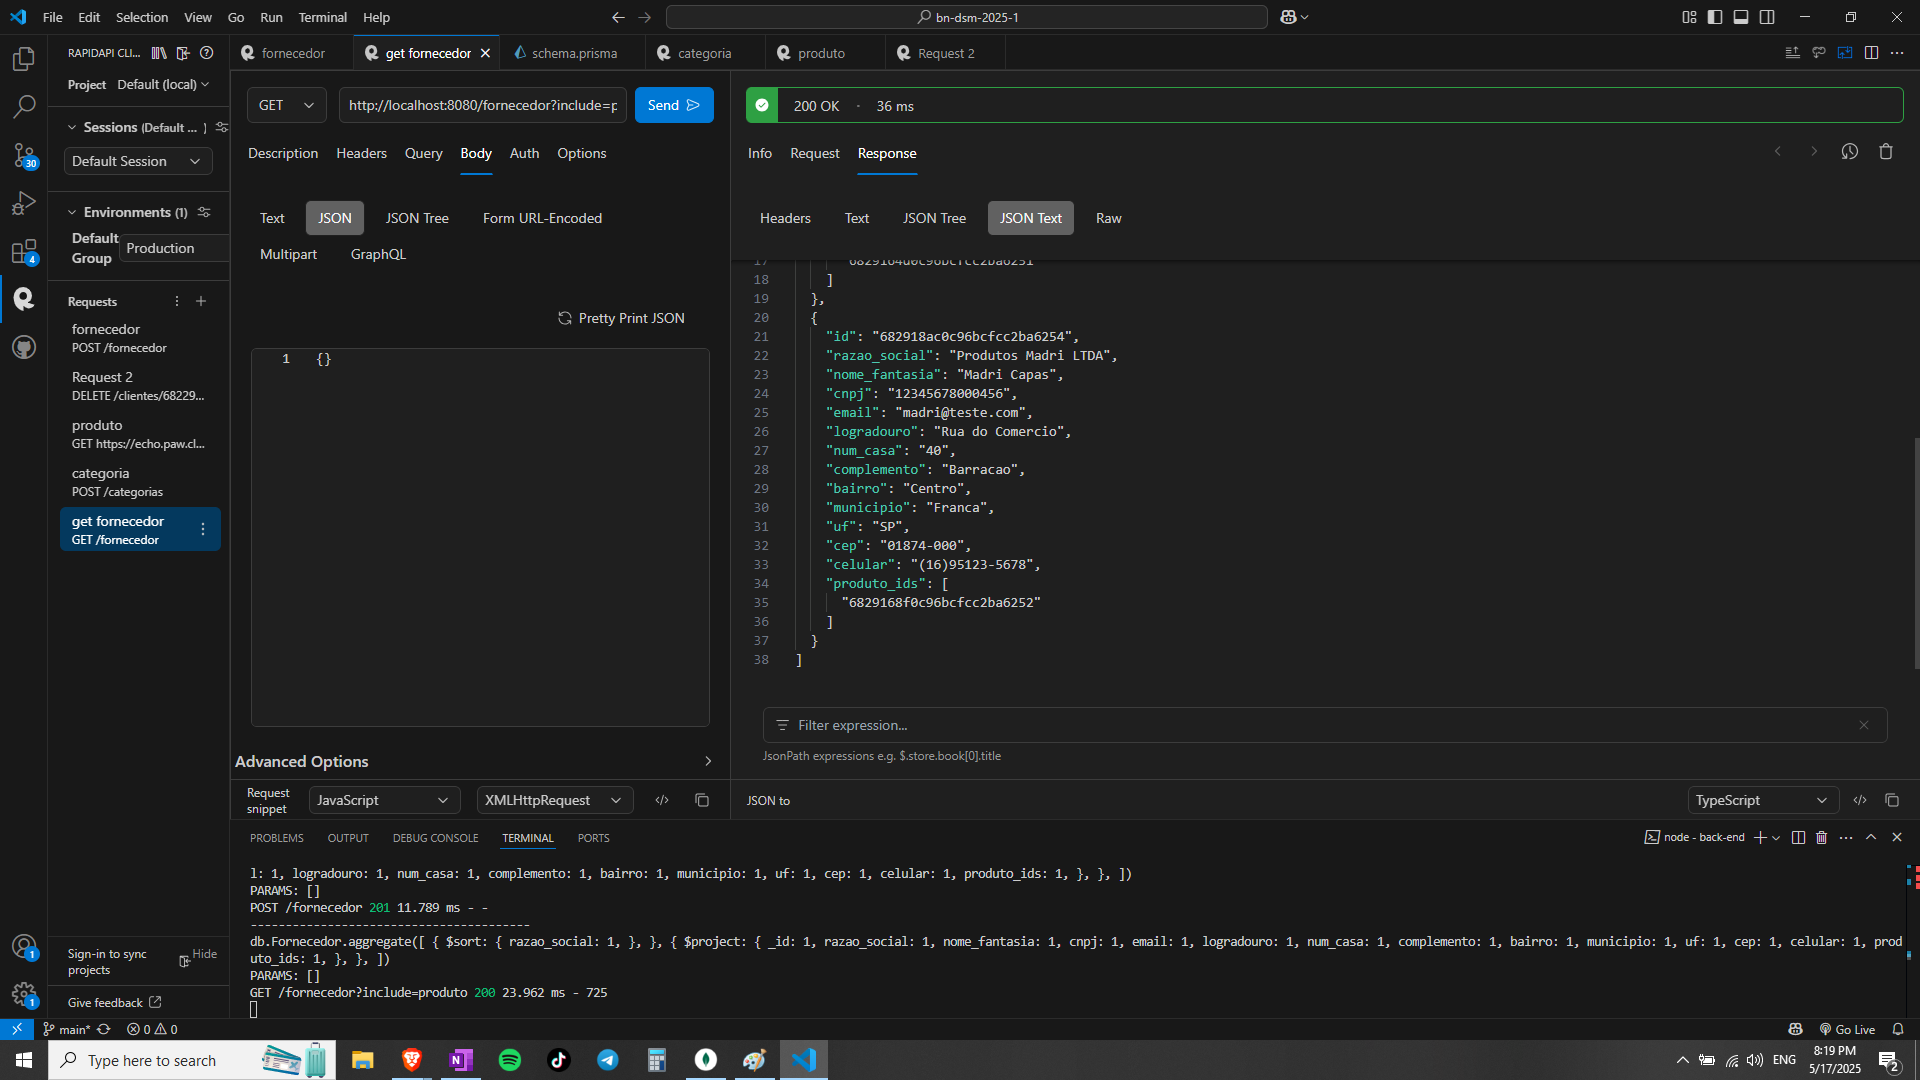 File Edit Selection View Go Run Terminal Help
bn-dsm-2025-1
RAPIDAPI CLI...
fornecedor
get fornecedor
schema.prisma
categoria
produto
Request 2
Project Default (local)
Sessions (Default ... )
Default Session
Environments (1)
Default Group
Production
Requests
fornecedor
POST /fornecedor
Request 2
DELETE /clientes/68229...
produto
GET https://echo.paw.cl...
categoria
POST /categorias
get fornecedor
GET /fornecedor
Sign-in to sync projects
Hide
Give feedback
30
4
1
1
GET
http://localhost:8080/fornecedor?include=p
Send
Description Headers Query Body Auth Options
Text JSON JSON Tree Form URL-Encoded
Multipart GraphQL
Pretty Print JSON
1 {}
Advanced Options
Request snippet
JavaScript
XMLHttpRequest
200 OK · 36 ms
Info Request Response
Headers Text JSON Tree JSON Text Raw
17 "6829164d0c96bcfcc2ba6251"
18 ]
19 },
20 {
21 "id": "682918ac0c96bcfcc2ba6254",
22 "razao_social": "Produtos Madri LTDA",
23 "nome_fantasia": "Madri Capas",
24 "cnpj": "12345678000456",
25 "email": "madri@teste.com",
26 "logradouro": "Rua do Comercio",
27 "num_casa": "40",
28 "complemento": "Barracao",
29 "bairro": "Centro",
30 "municipio": "Franca",
31 "uf": "SP",
32 "cep": "01874-000",
33 "celular": "(16)95123-5678",
34 "produto_ids": [
35 "6829168f0c96bcfcc2ba6252"
36 ]
37 }
38 ]
Filter expression...
JsonPath expressions e.g. $.store.book[0].title
JSON to
TypeScript
PROBLEMS OUTPUT DEBUG CONSOLE TERMINAL PORTS
node - back-end
l: 1, logradouro: 1, num_casa: 1, complemento: 1, bairro: 1, municipio: 1, uf: 1, cep: 1, celular: 1, produto_ids: 1, }, }, ])
PARAMS: []
POST /fornecedor 201 11.789 ms - -
----------------------------------------
db.Fornecedor.aggregate([ { $sort: { razao_social: 1, }, }, { $project: { _id: 1, razao_social: 1, nome_fantasia: 1, cnpj: 1, email: 1, logradouro: 1, num_casa: 1, complemento: 1, bairro: 1, municipio: 1, uf: 1, cep: 1, celular: 1, prod
uto_ids: 1, }, }, ])
PARAMS: []
GET /fornecedor?include=produto 200 23.962 ms - 725
main* 0 0
Go Live
Type here to search
ENG
8:19 PM
5/17/2025
2